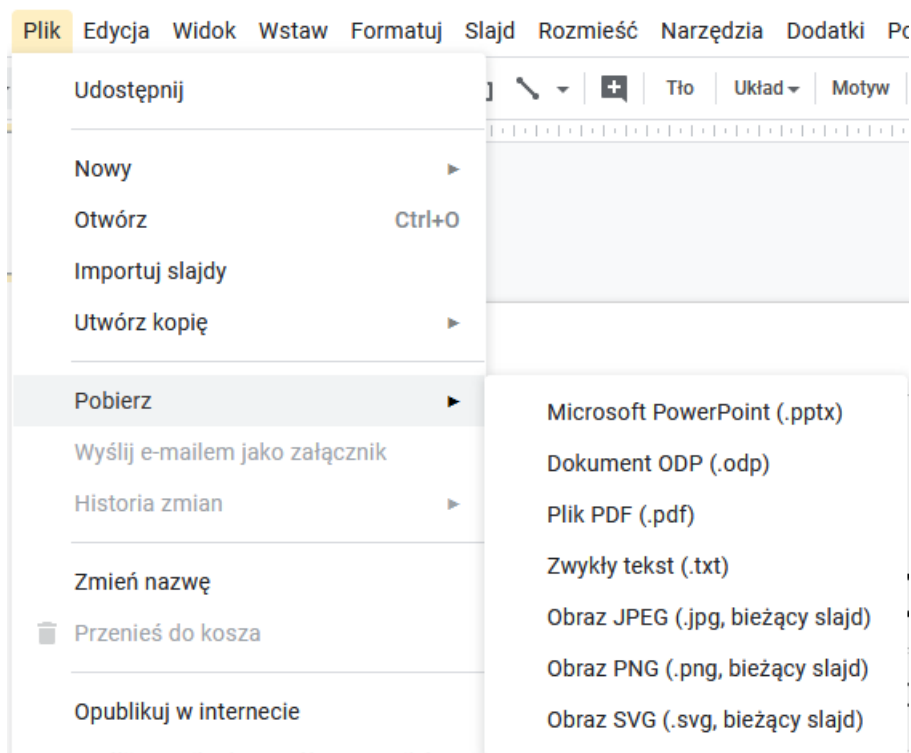 Plik Edycja Widok Wstaw Formatuj Slajd Rozmieść Narzędzia Dodatki
Udostępnij
Tło Układ Motyw
Nowy
Otwórz Ctrl+O
Importuj slajdy
Utwórz kopię
Pobierz
Microsoft PowerPoint (.pptx)
Wyślij e-mailem jako załącznik
Dokument ODP (.odp)
Historia zmian
Plik PDF (.pdf)
Zwykły tekst (.txt)
Zmień nazwę
Obraz JPEG (.jpg, bieżący slajd)
Przenieś do kosza
Obraz PNG (.png, bieżący slajd)
Opublikuj w internecie
Obraz SVG (.svg, bieżący slajd)